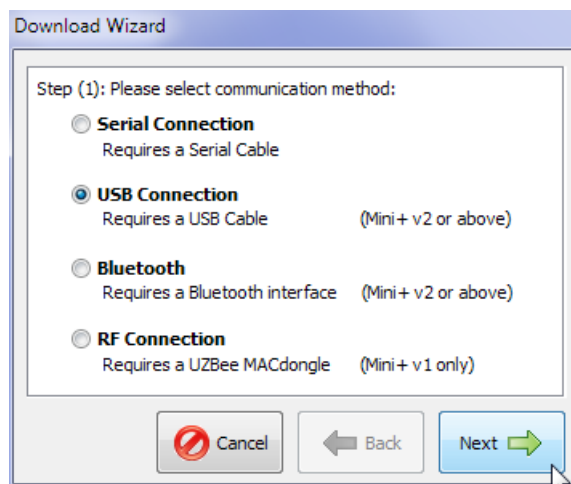 Download Wizard
Step (1): Please select communication method:
Serial Connection
Requires a Serial Cable
USB Connection
Requires a USB Cable (Mini+ v2 or above)
Bluetooth
Requires a Bluetooth interface (Mini+ v2 or above)
RF Connection
Requires a UZBee MACdongle (Mini+ v1 only)
Cancel Back Next